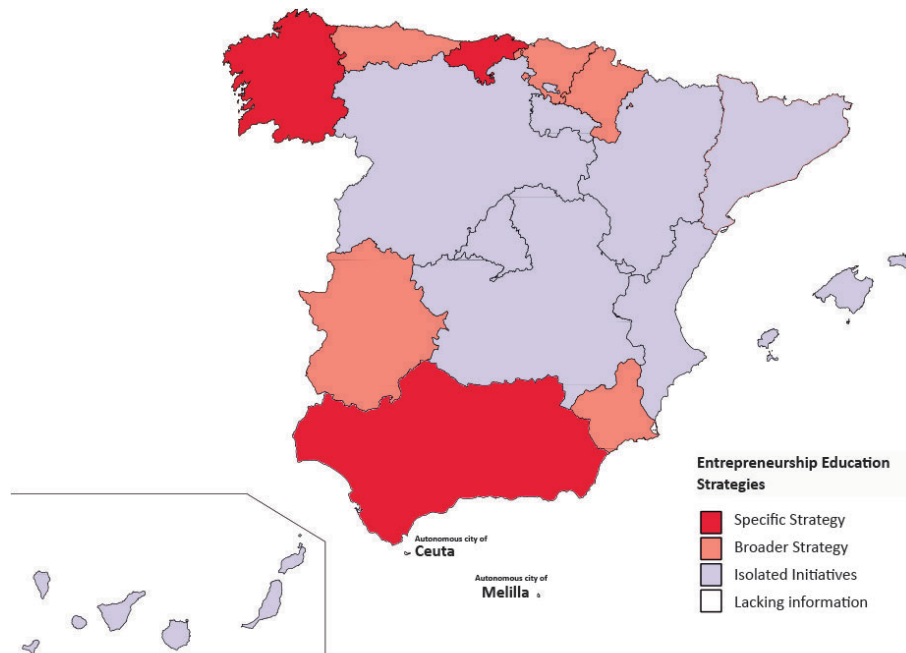 Autonomous city of
Ceuta
Autonomous city of
Melilla
Entrepreneurship Education
Strategies
Specific Strategy
Broader Strategy
Isolated Initiatives
Lacking information